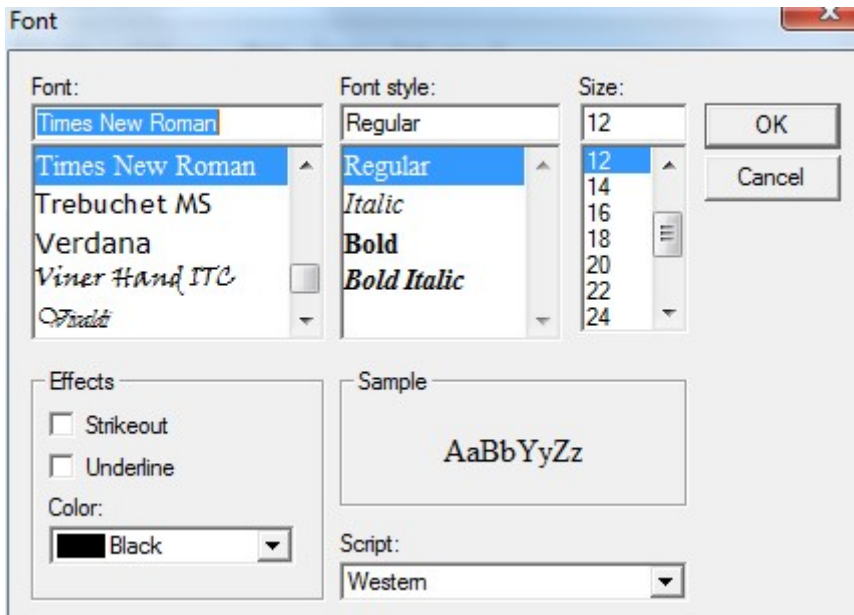 Font
Font: Font style: Size:
Times New Roman Regular 12 OK
Times New Roman Regular 12 Cancel
Trebuchet MS Italic 14
Verdana Bold 16
Viner Hand ITC Bold Italic 18
Vivaldi 20
22
24
Effects Sample
Strikeout
Underline AaBbYyZz
Color:
Black Script:
Western